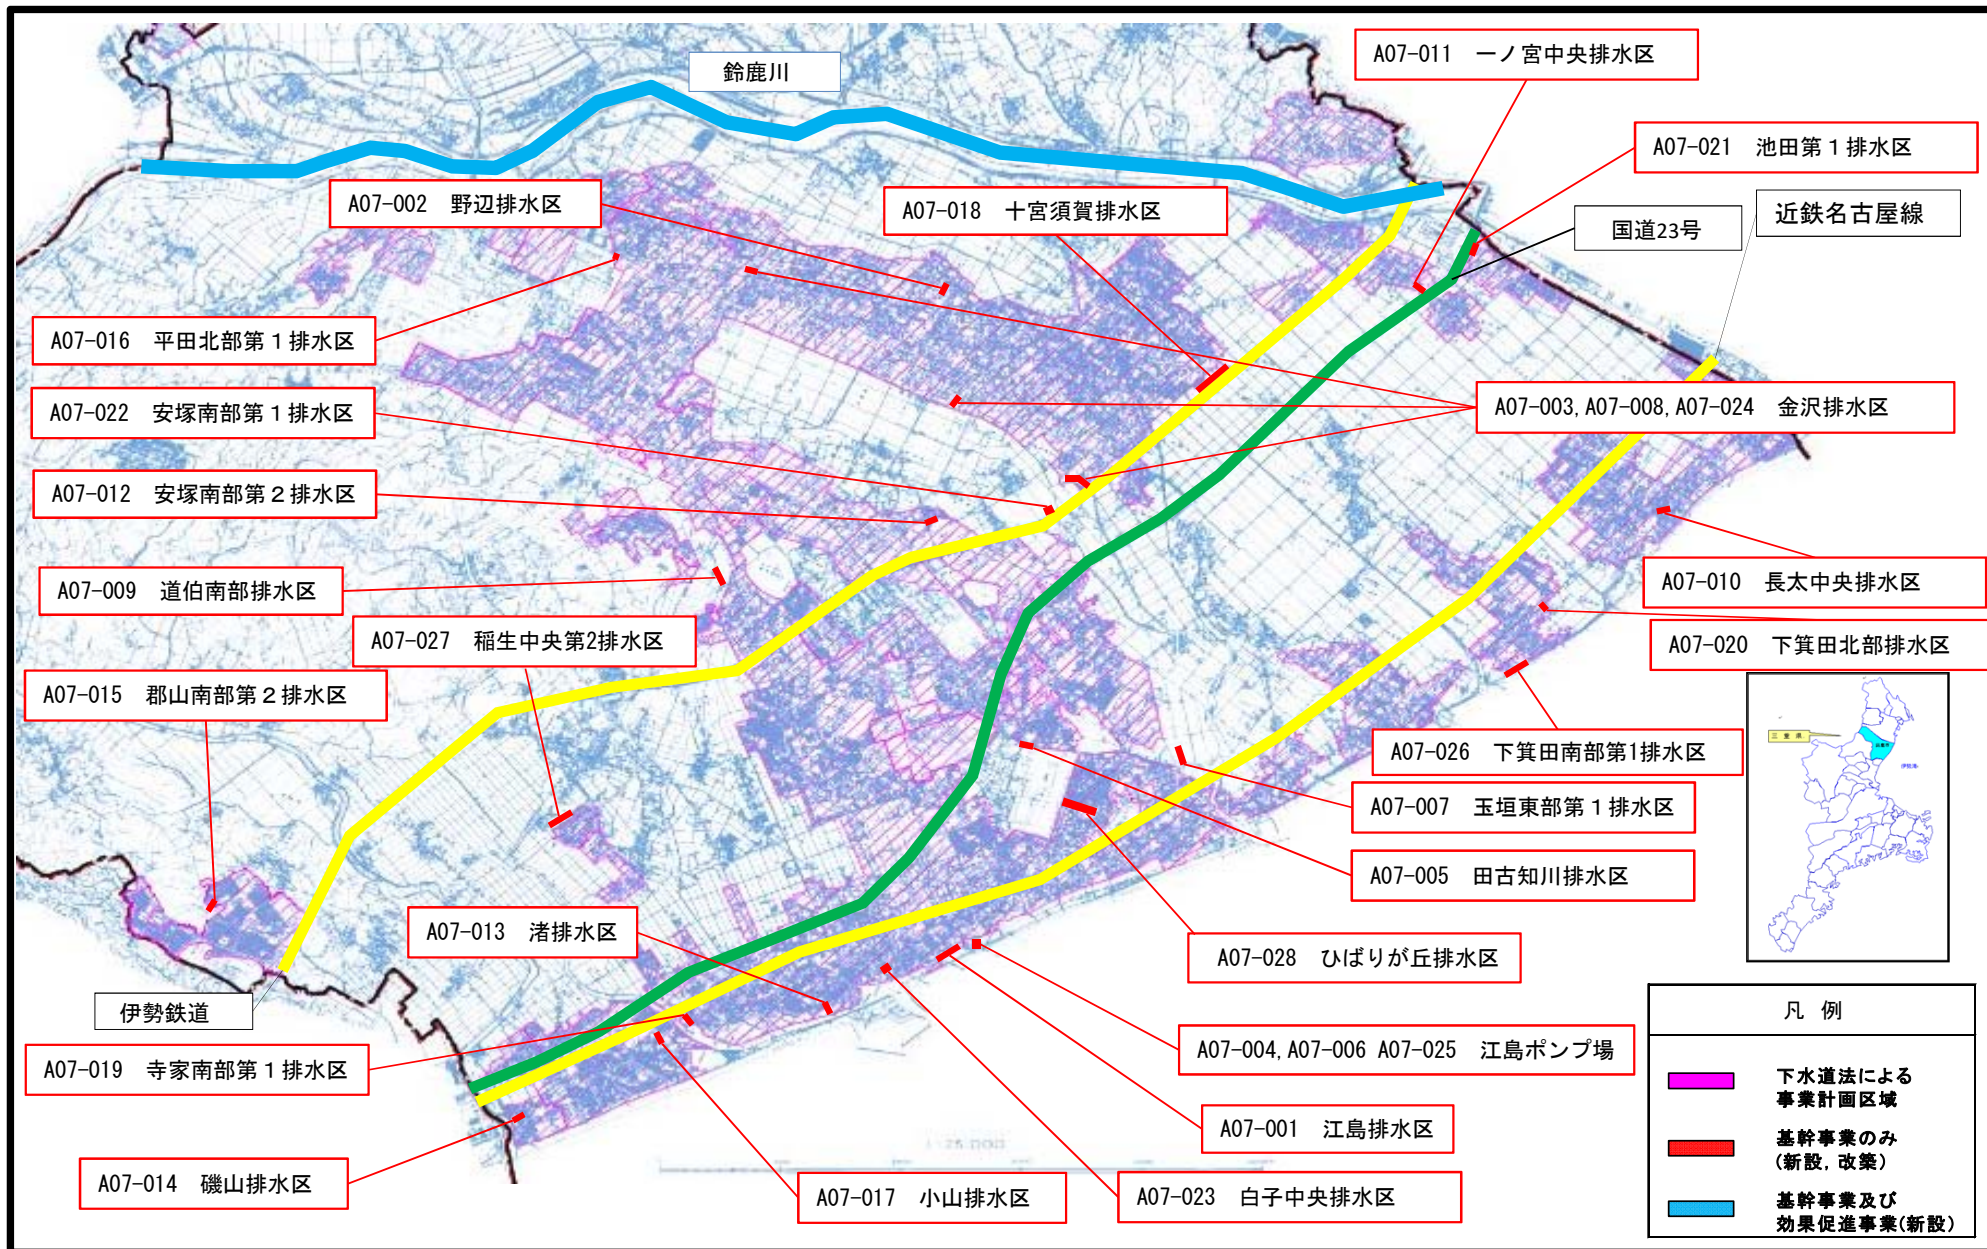 鈴鹿川
A07-011 一ノ宮中央排水区
A07-021 池田第1排水区
A07-002 野辺排水区
A07-018 十宮須賀排水区
国道23号
近鉄名古屋線
A07-016 平田北部第1排水区
A07-022 安塚南部第1排水区
A07-003, A07-008, A07-024 金沢排水区
A07-012 安塚南部第2排水区
A07-009 道伯南部排水区
A07-010 長太中央排水区
A07-027 稲生中央第2排水区
A07-020 下箕田北部排水区
A07-015 郡山南部第2排水区
三重県
A07-026 下箕田南部第1排水区
A07-007 玉垣東部第1排水区
A07-005 田古知川排水区
A07-013 渚排水区
A07-028 ひばりが丘排水区
伊勢鉄道
A07-019 寺家南部第1排水区
A07-004, A07-006 A07-025 江島ポンプ場
A07-001 江島排水区
A07-014 磯山排水区
A07-017 小山排水区
A07-023 白子中央排水区
凡例
下水道法による
事業計画区域
基幹事業のみ
(新設, 改築)
基幹事業及び
効果促進事業(新設)